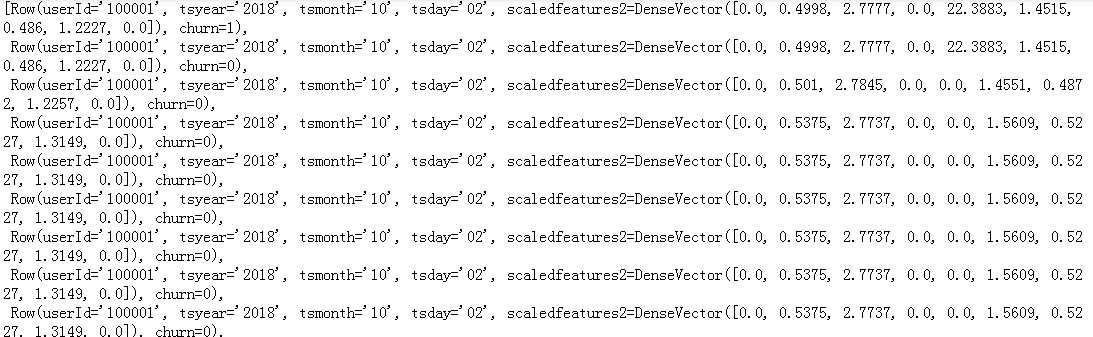 [Row(userId='100001', tsyear='2018', tsmonth='10', tsday='02', scaledfeatures2=DenseVector([0.0, 0.4998, 2.7777, 0.0, 22.3883, 1.4515,
0.486, 1.2227, 0.0]), churn=1),
Row(userId='100001', tsyear='2018', tsmonth='10', tsday='02', scaledfeatures2=DenseVector([0.0, 0.4998, 2.7777, 0.0, 22.3883, 1.4515,
0.486, 1.2227, 0.0]), churn=0),
Row(userId='100001', tsyear='2018', tsmonth='10', tsday='02', scaledfeatures2=DenseVector([0.0, 0.501, 2.7845, 0.0, 0.0, 1.4551, 0.487
2, 1.2257, 0.0]), churn=0),
Row(userId='100001', tsyear='2018', tsmonth='10', tsday='02', scaledfeatures2=DenseVector([0.0, 0.5375, 2.7737, 0.0, 0.0, 1.5609, 0.52
27, 1.3149, 0.0]), churn=0),
Row(userId='100001', tsyear='2018', tsmonth='10', tsday='02', scaledfeatures2=DenseVector([0.0, 0.5375, 2.7737, 0.0, 0.0, 1.5609, 0.52
27, 1.3149, 0.0]), churn=0),
Row(userId='100001', tsyear='2018', tsmonth='10', tsday='02', scaledfeatures2=DenseVector([0.0, 0.5375, 2.7737, 0.0, 0.0, 1.5609, 0.52
27, 1.3149, 0.0]), churn=0),
Row(userId='100001', tsyear='2018', tsmonth='10', tsday='02', scaledfeatures2=DenseVector([0.0, 0.5375, 2.7737, 0.0, 0.0, 1.5609, 0.52
27, 1.3149, 0.0]), churn=0),
Row(userId='100001', tsyear='2018', tsmonth='10', tsday='02', scaledfeatures2=DenseVector([0.0, 0.5375, 2.7737, 0.0, 0.0, 1.5609, 0.52
27, 1.3149, 0.0]), churn=0),
Row(userId='100001', tsyear='2018', tsmonth='10', tsday='02', scaledfeatures2=DenseVector([0.0, 0.5375, 2.7737, 0.0, 0.0, 1.5609, 0.52
27, 1.3149, 0.0]), churn=0),